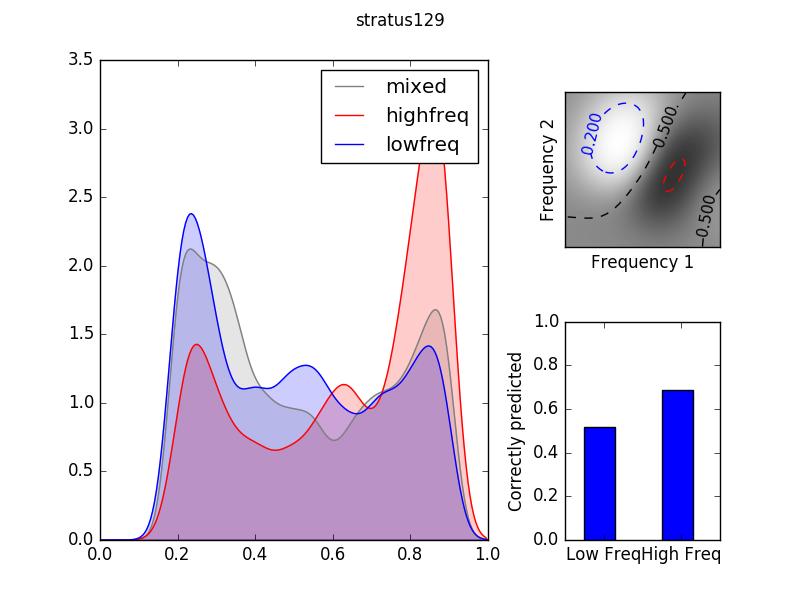 stratus129
3.5
3.0
2.5
2.0
1.5
1.0
0.5
0.0
0.0 0.2 0.4 0.6 0.8 1.0
mixed
highfreq
lowfreq
Frequency 2
0.200
−0.500
−0.500
Frequency 1
Correctly predicted
1.0
0.8
0.6
0.4
0.2
0.0
Low Freq High Freq